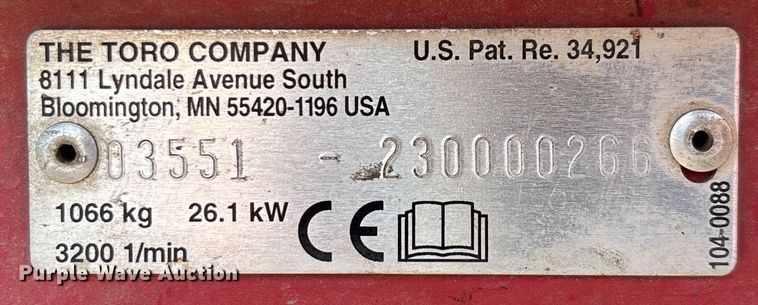 THE TORO COMPANY U.S. Pat. Re. 34,921
8111 Lyndale Avenue South
Bloomington, MN 55420-1196 USA
03551 - 230000266
1066 kg 26.1 kW
CE
3200 1/min
104-0088
Purple Wave Auction